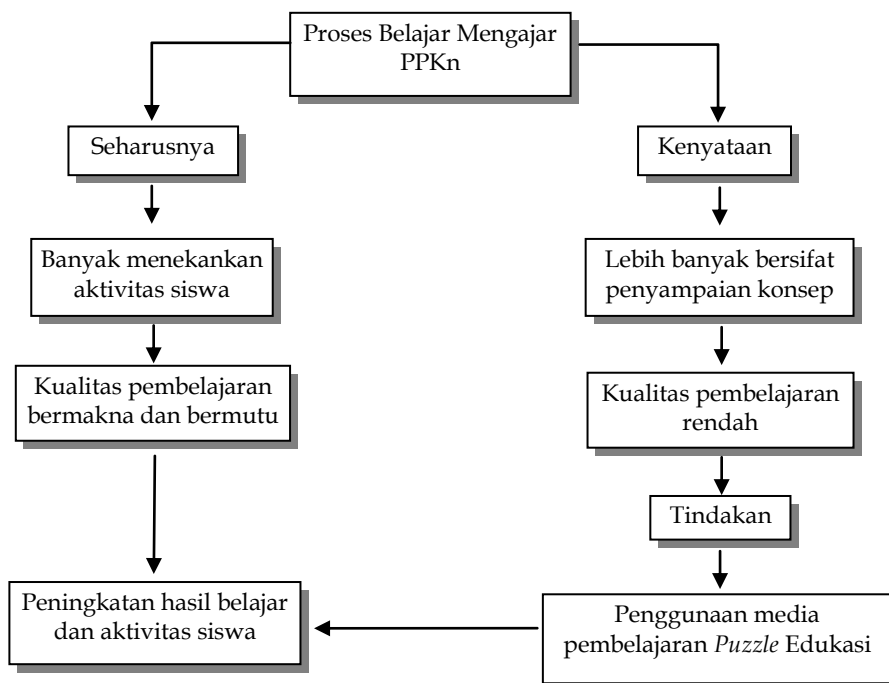 Proses Belajar Mengajar
PPKn
Seharusnya
Kenyataan
Banyak menekankan
aktivitas siswa
Lebih banyak bersifat
penyampaian konsep
Kualitas pembelajaran
bermakna dan bermutu
Kualitas pembelajaran
rendah
Tindakan
Peningkatan hasil belajar
dan aktivitas siswa
Penggunaan media
pembelajaran Puzzle Edukasi